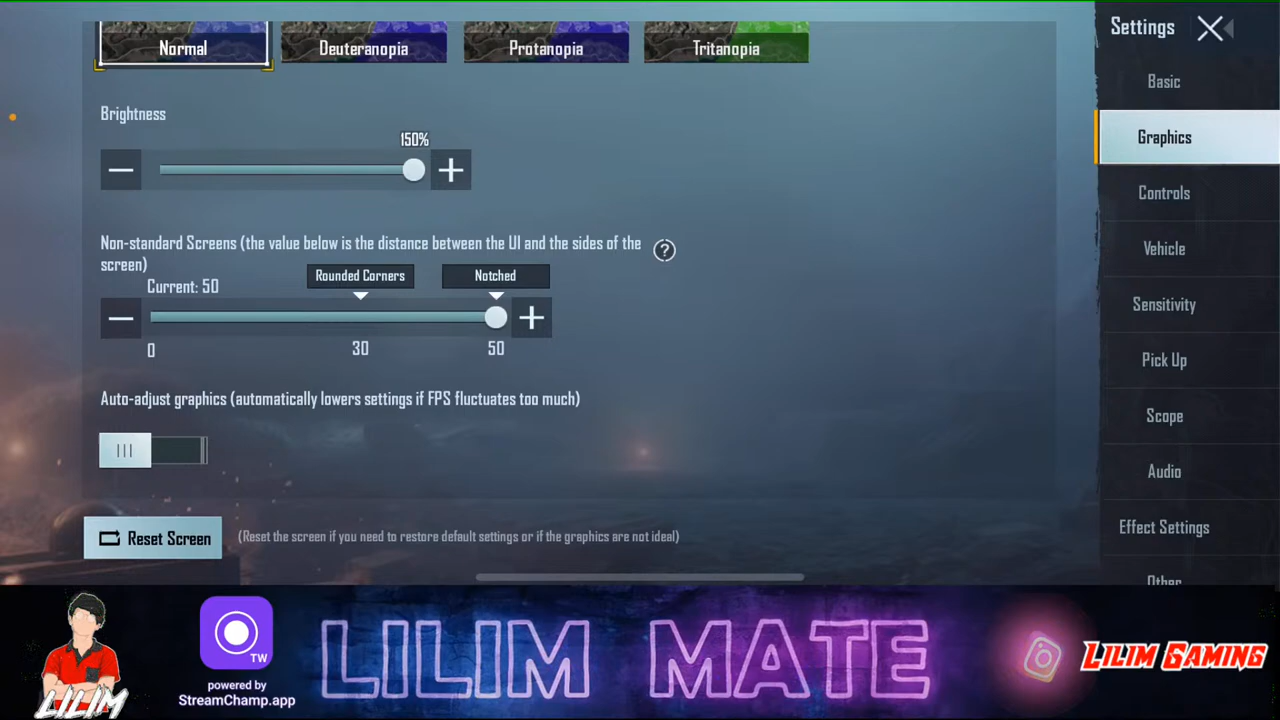 Settings
Normal
Deuteranopia
Protanopia
Tritanopia
Basic
Brightness
Graphics
150%
Controls
Non-standard Screens (the value below is the distance between the UI and the sides of the
screen)
Vehicle
Current: 50
Rounded Corners
Notched
Sensitivity
0
30
50
Pick Up
Auto-adjust graphics (automatically lowers settings if FPS fluctuates too much)
Scope
Audio
Reset Screen
(Reset the screen if you need to restore default settings or if the graphics are not ideal)
Effect Settings
Other
LILIM
TW
powered by
StreamChamp.app
LILIM MATE
LILIM GAMING